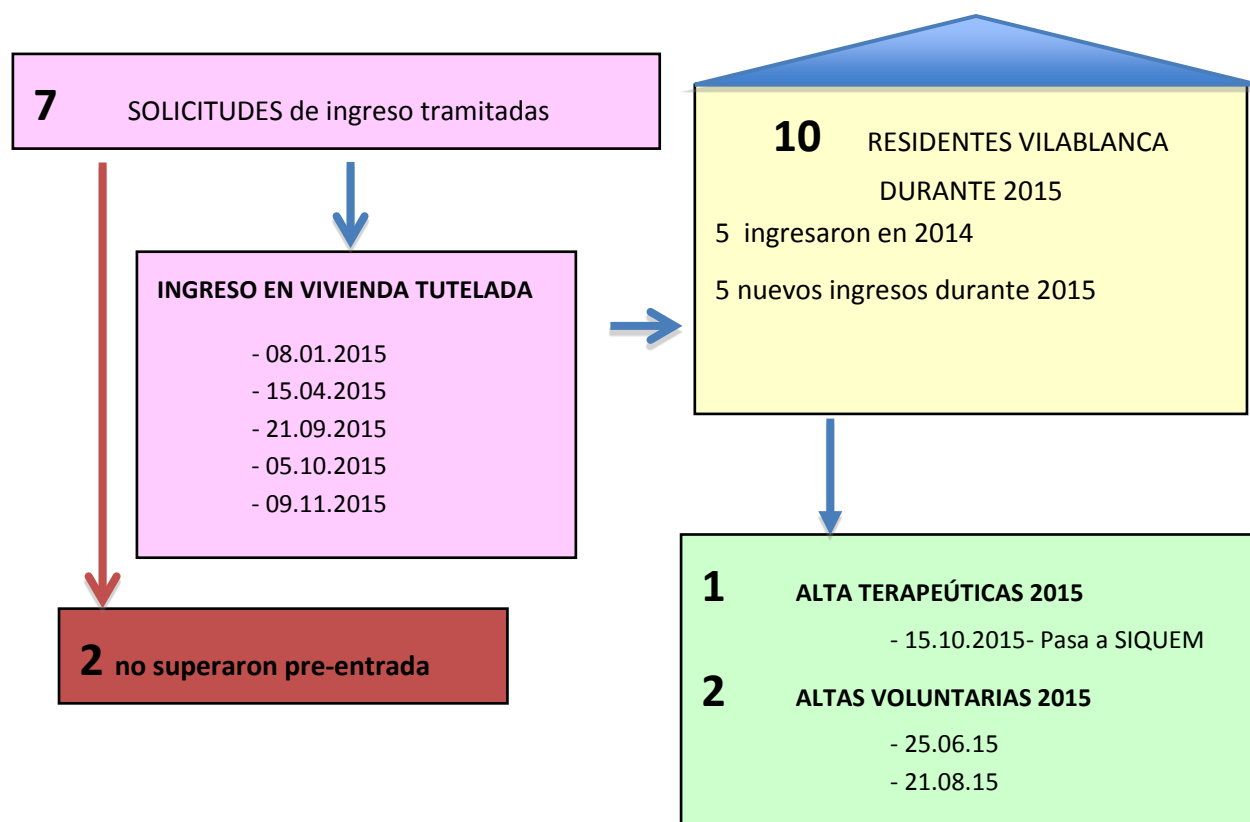 7 SOLICITUDES de ingreso tramitadas
INGRESO EN VIVIENDA TUTELADA
- 08.01.2015
- 15.04.2015
- 21.09.2015
- 05.10.2015
- 09.11.2015
2 no superaron pre-entrada
10 RESIDENTES VILABLANCA
DURANTE 2015
5 ingresaron en 2014
5 nuevos ingresos durante 2015
1 ALTA TERAPEÚTICAS 2015
- 15.10.2015- Pasa a SIQUEM
2 ALTAS VOLUNTARIAS 2015
- 25.06.15
- 21.08.15